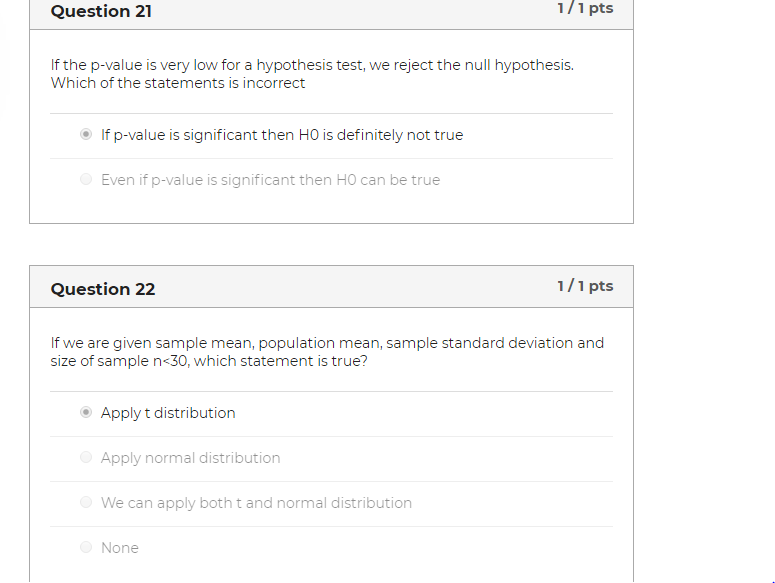 Question 21
1 / 1 pts
If the p-value is very low for a hypothesis test, we reject the null hypothesis.
Which of the statements is incorrect
If p-value is significant then H0 is definitely not true
Even if p-value is significant then H0 can be true
Question 22
1 / 1 pts
If we are given sample mean, population mean, sample standard deviation and
size of sample n<30, which statement is true?
Apply t distribution
Apply normal distribution
We can apply both t and normal distribution
None